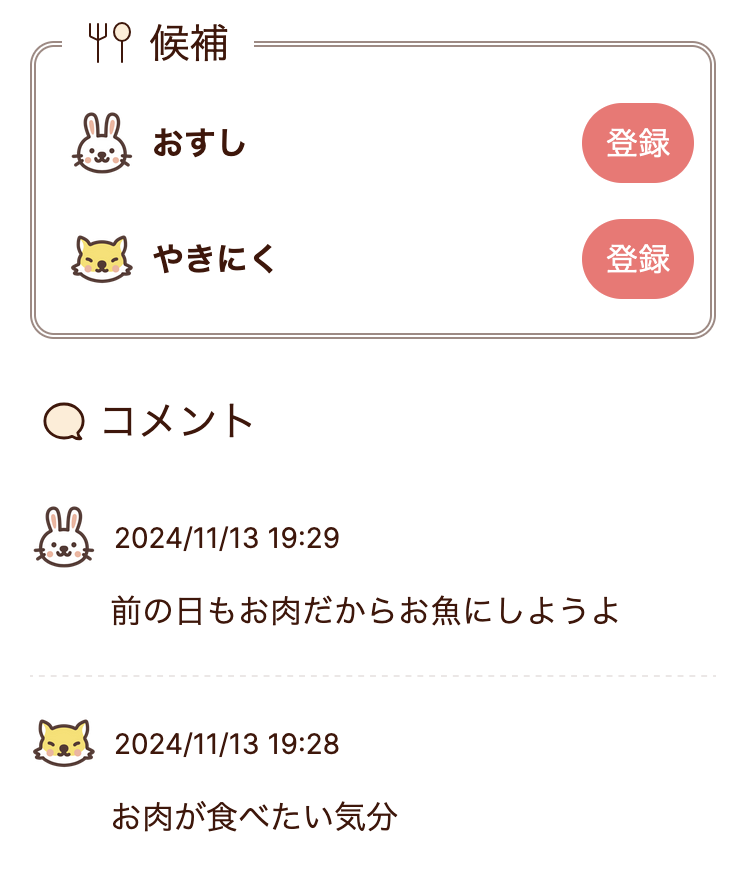 候補
おすし
登録
やきにく
登録
コメント
2024/11/13 19:29
前の日もお肉だからお魚にしようよ
2024/11/13 19:28
お肉が食べたい気分